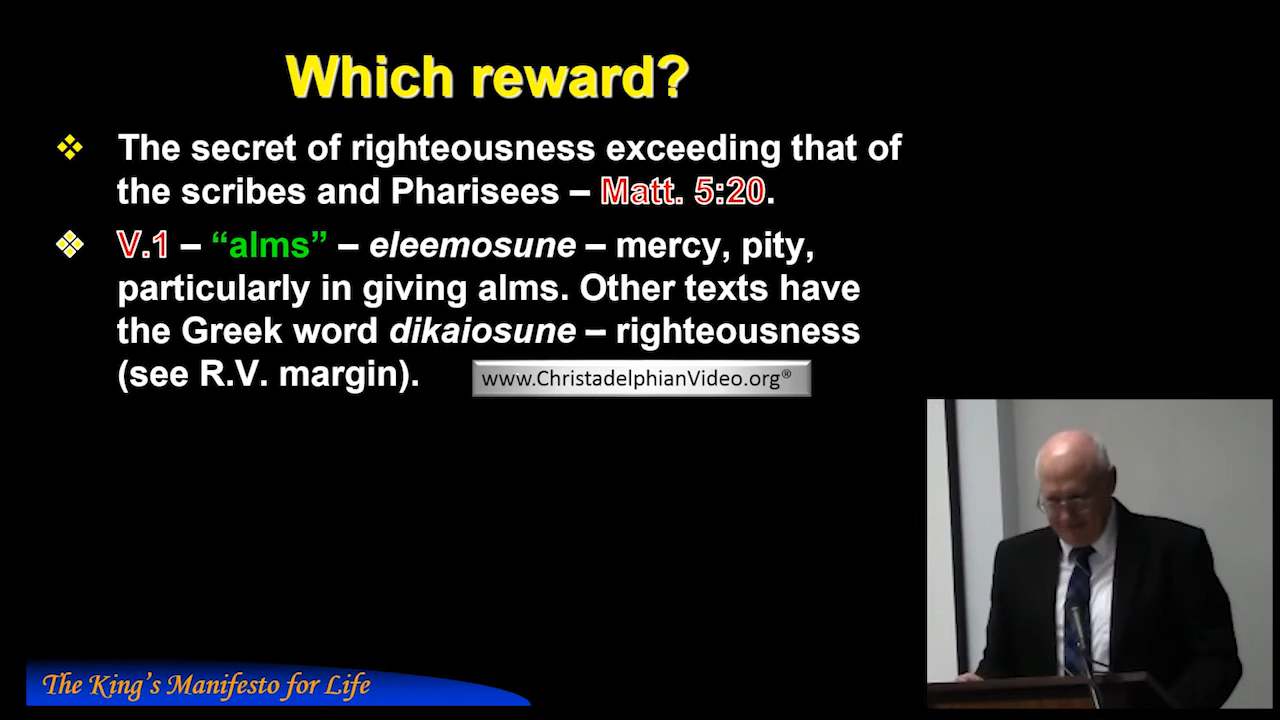 Which reward?
The secret of righteousness exceeding that of
the scribes and Pharisees – Matt. 5:20.
V.1 – “alms” – eleemosune – mercy, pity,
particularly in giving alms. Other texts have
the Greek word dikaiosune – righteousness
(see R.V. margin).
www.ChristadelphianVideo.org®
The King’s Manifesto for Life